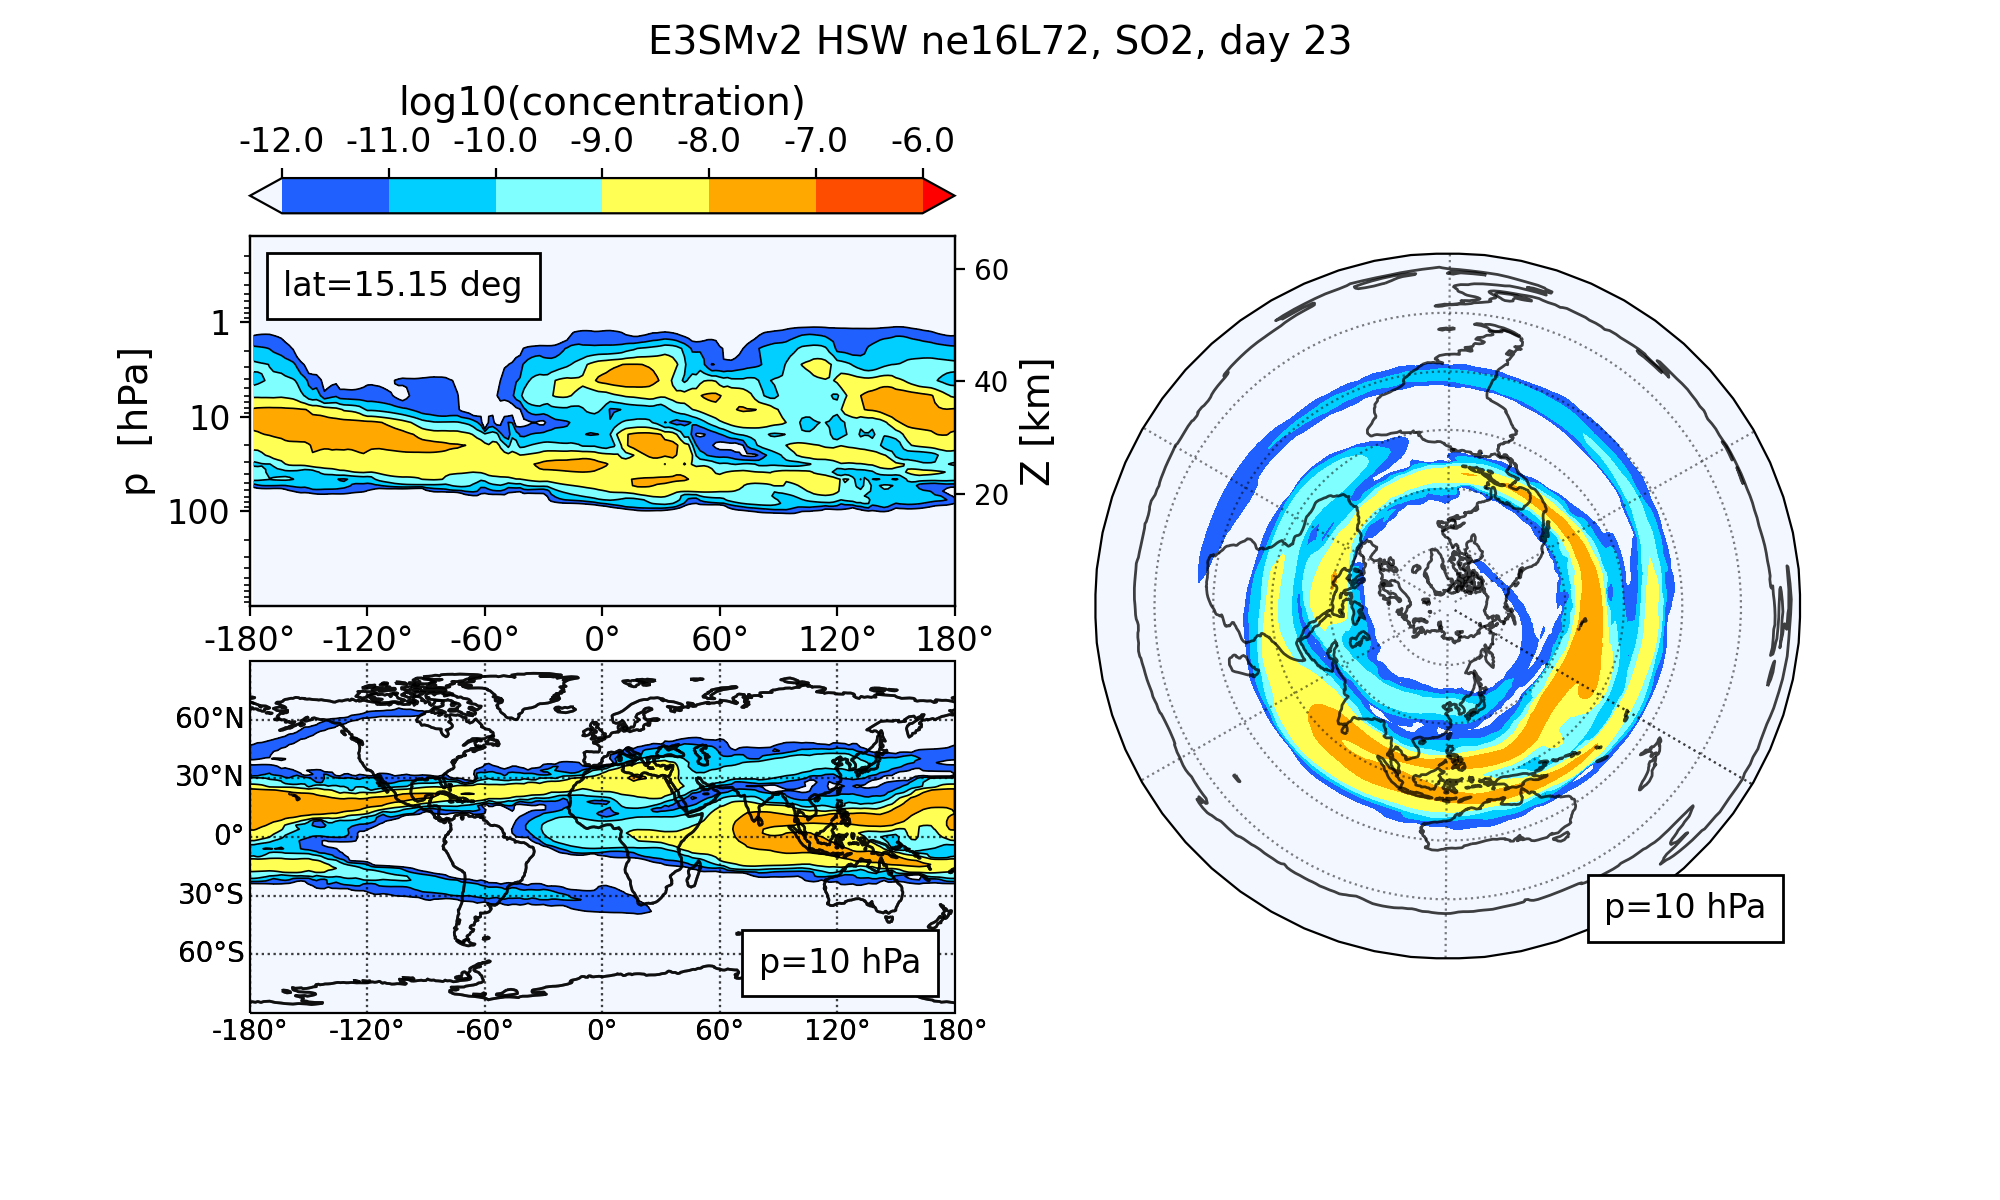 E3SMv2 HSW ne16L72, SO2, day 23
log10(concentration)
-12.0 -11.0 -10.0 -9.0 -8.0 -7.0 -6.0
lat=15.15 deg
p [hPa]
1
10
100
60
40
20
Z [km]
-180° -120° -60° 0° 60° 120° 180°
60°N
30°N
0°
30°S
60°S
p=10 hPa
-180° -120° -60° 0° 60° 120° 180°
p=10 hPa